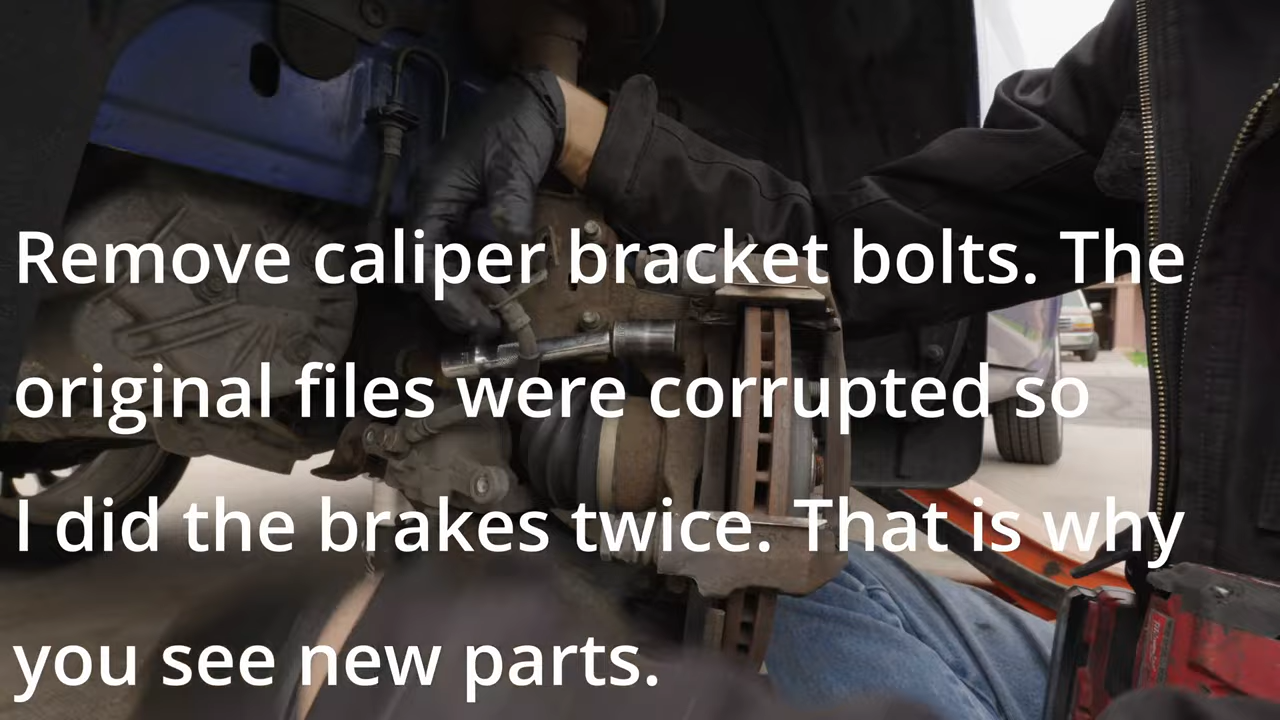 Remove caliper bracket bolts. The
original files were corrupted so
I did the brakes twice. That is why
you see new parts.